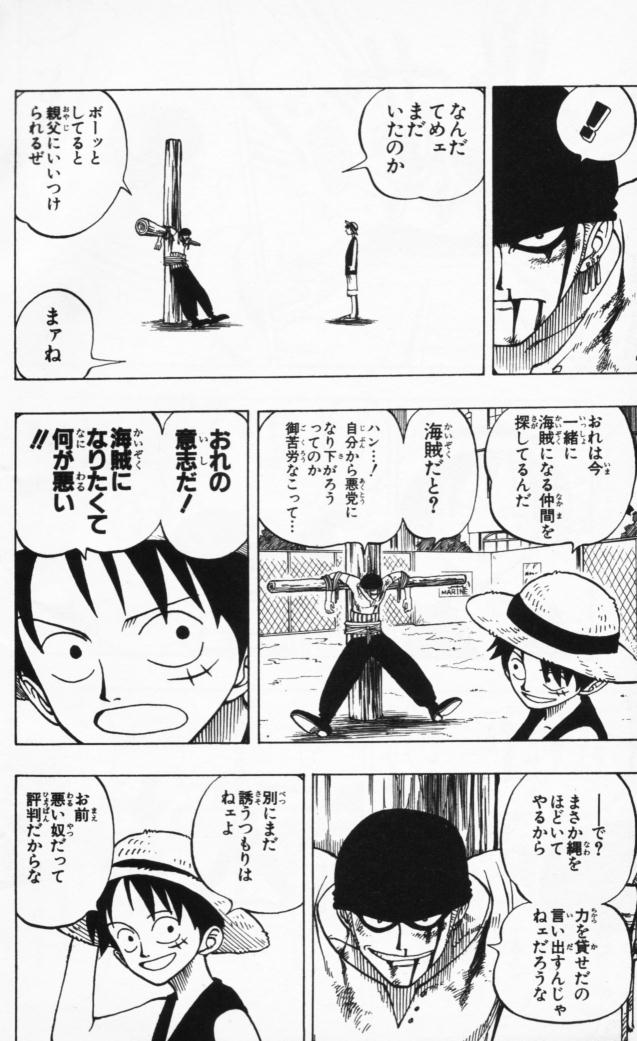 !
なんだ
てめェ
まだ
いたのか
ボーッと
してると
親父にいいつけ
られるぜ
まァね
おれは今
一緒に
海賊になる仲間を
探してるんだ
海賊だと?
ハン…!
自分から悪党に
なり下がろう
ってのか
御苦労なこって…
MARINE
おれの
意志だ!
海賊に
なりたくて
何が悪い
!!
――で?
まさか縄を
ほどいて
やるから
力を貸せだの
言い出すんじゃ
ねェだろうな
別にまだ
誘うつもりは
ねェよ
お前
悪い奴だって
評判だからな